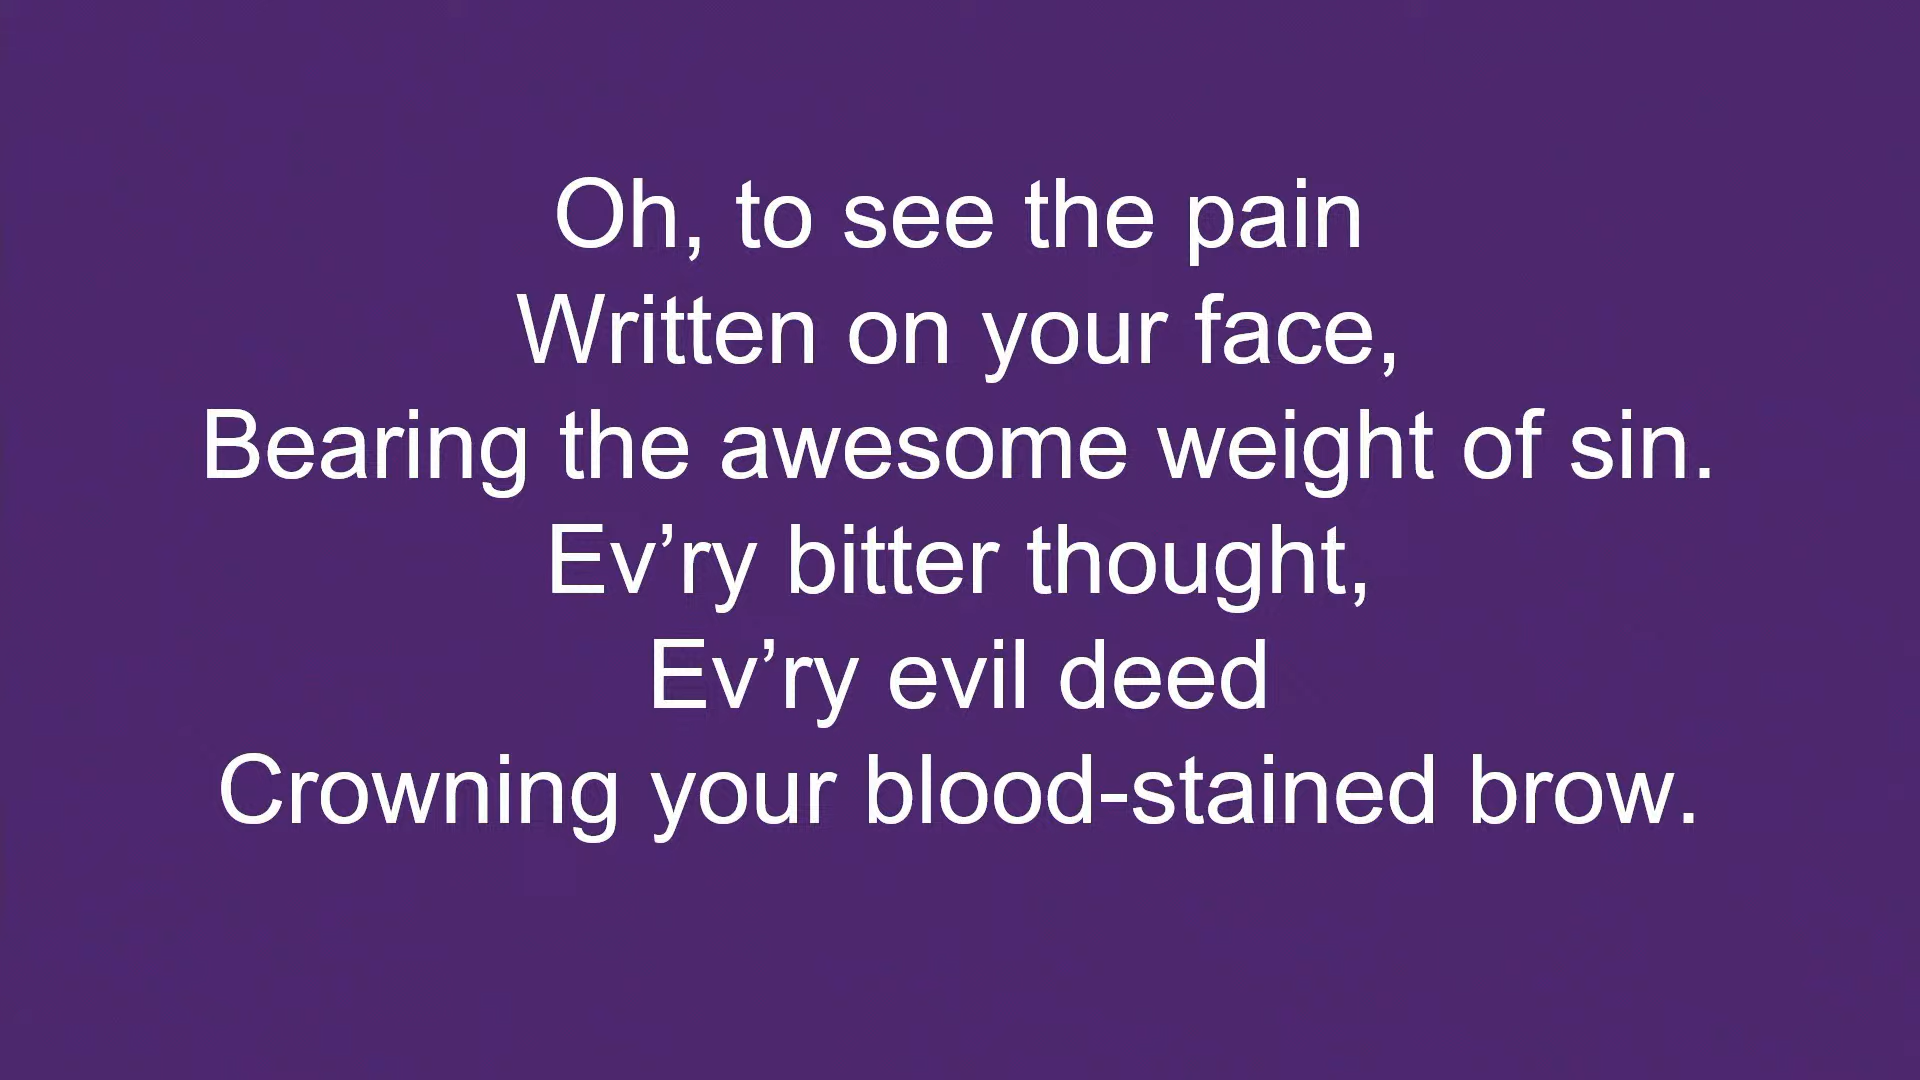 Oh, to see the pain
Written on your face,
Bearing the awesome weight of sin.
Ev’ry bitter thought,
Ev’ry evil deed
Crowning your blood-stained brow.